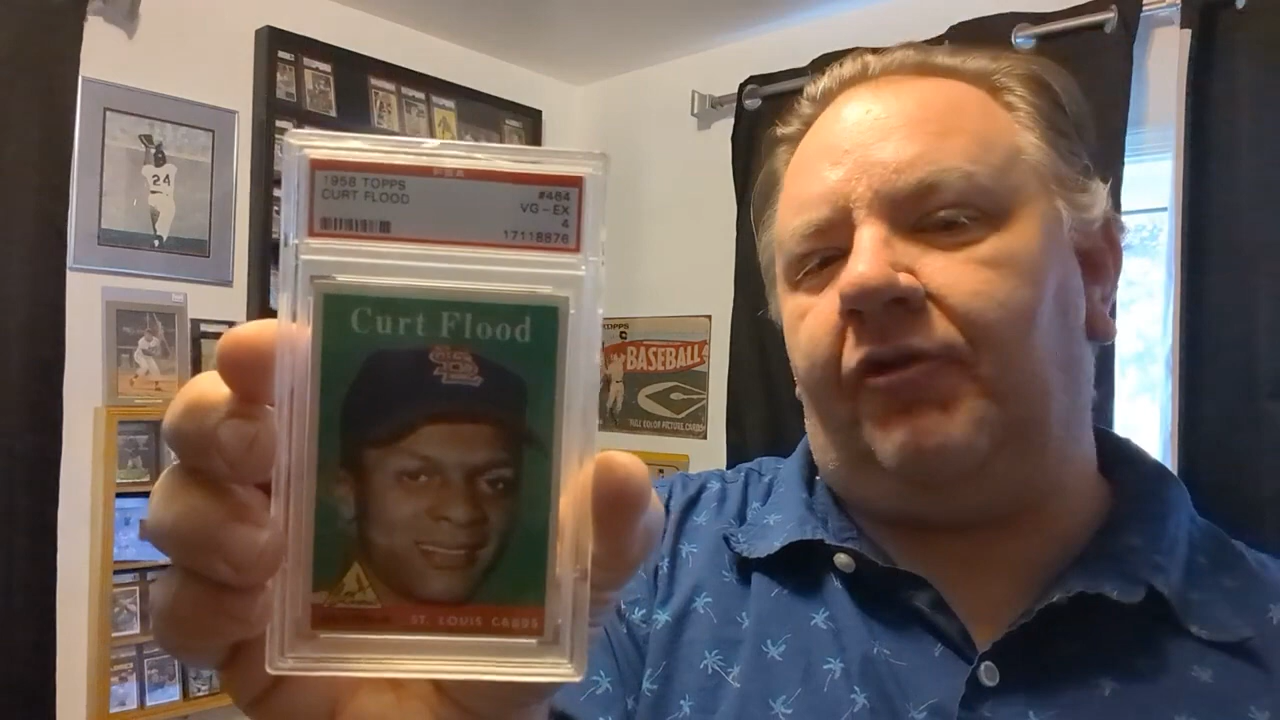 PSA
1958 TOPPS
#464
CURT FLOOD
VG-EX
4
17118876
Curt Flood
ST. LOUIS CARDS
24
TOPPS
BASEBALL
FULL COLOR PICTURE CARDS